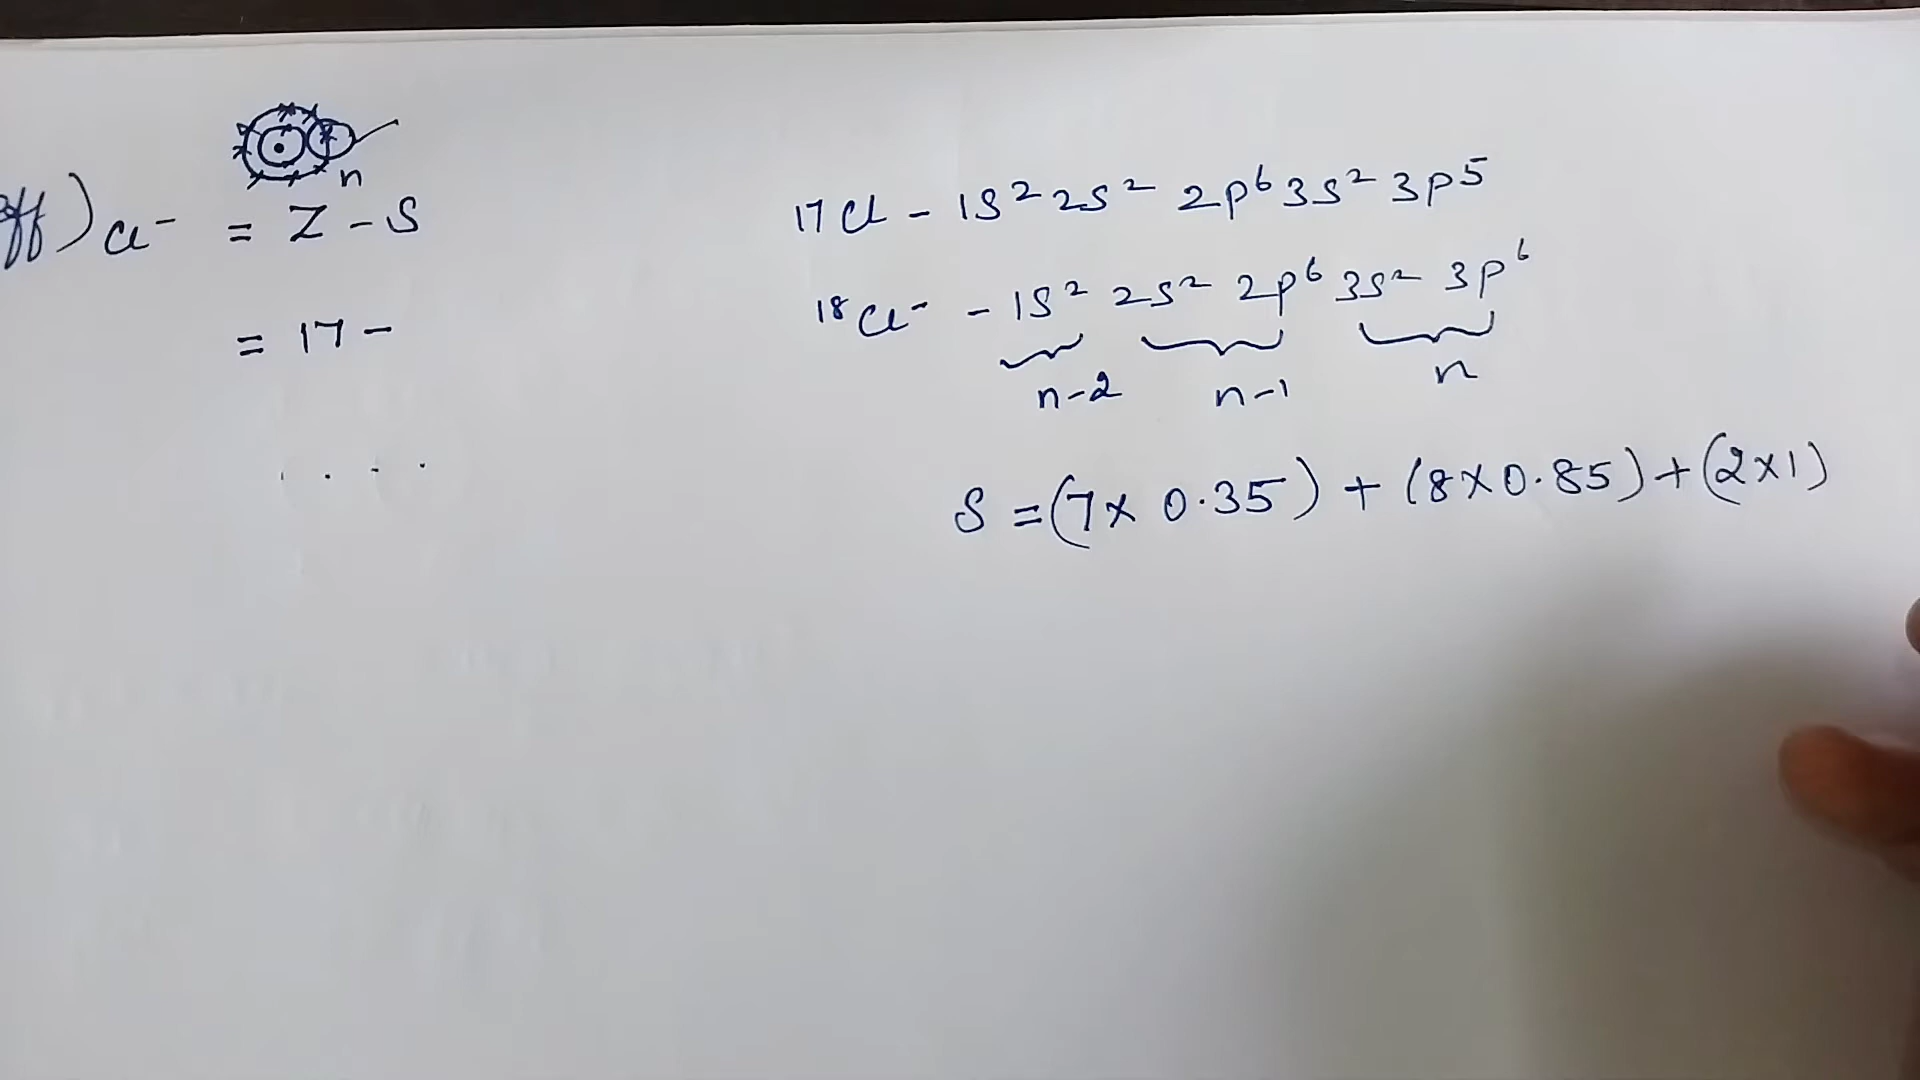 n
eff)Cl⁻ = Z - S
= 17 -
17Cl - 1S² 2S² 2p⁶ 3S² 3p⁵
18Cl⁻ - 1S² 2S² 2p⁶ 3S² 3p⁶
n-2 n-1 n
S = (7 × 0.35) + (8 × 0.85) + (2×1)